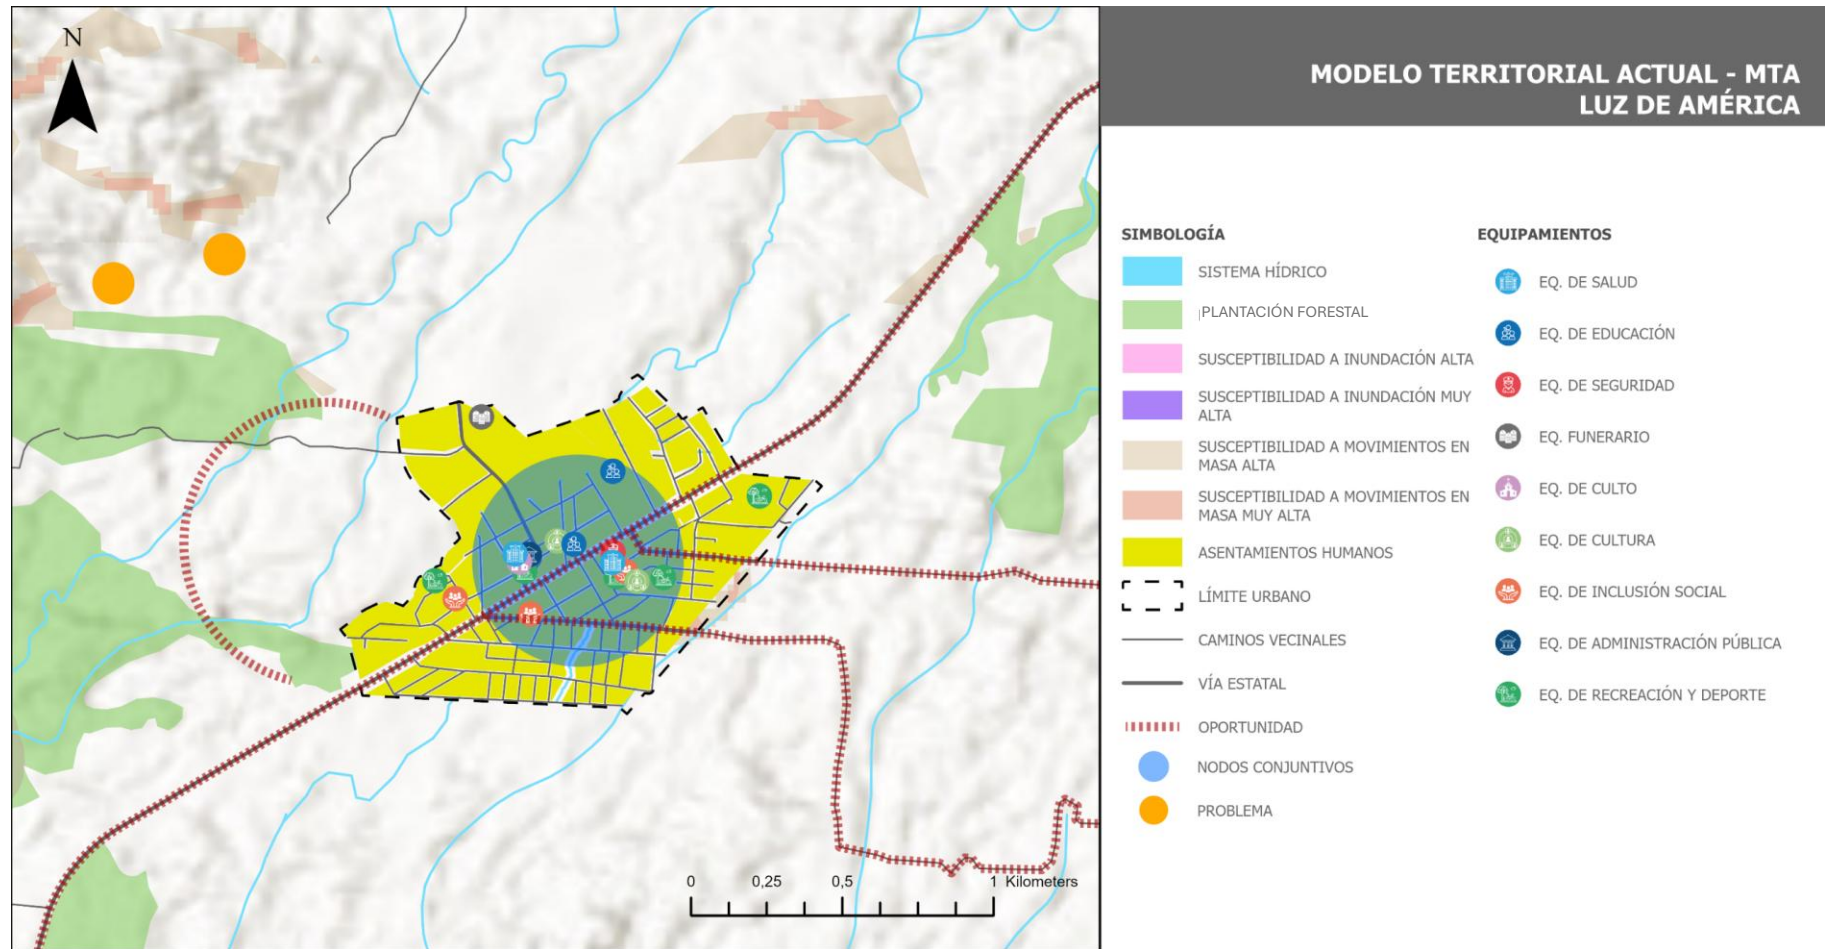 N
MODELO TERRITORIAL ACTUAL - MTA
LUZ DE AMÉRICA
SIMBOLOGÍA
SISTEMA HÍDRICO
¡PLANTACIÓN FORESTAL
SUSCEPTIBILIDAD A INUNDACIÓN ALTA
SUSCEPTIBILIDAD A INUNDACIÓN MUY
ALTA
SUSCEPTIBILIDAD A MOVIMIENTOS EN
MASA ALTA
SUSCEPTIBILIDAD A MOVIMIENTOS EN
MASA MUY ALTA
ASENTAMIENTOS HUMANOS
LÍMITE URBANO
CAMINOS VECINALES
VÍA ESTATAL
OPORTUNIDAD
NODOS CONJUNTIVOS
PROBLEMA
EQUIPAMIENTOS
EQ. DE SALUD
EQ. DE EDUCACIÓN
EQ. DE SEGURIDAD
EQ. FUNERARIO
EQ. DE CULTO
EQ. DE CULTURA
EQ. DE INCLUSIÓN SOCIAL
EQ. DE ADMINISTRACIÓN PÚBLICA
EQ. DE RECREACIÓN Y DEPORTE
0 0,25 0,5 1 Kilometers